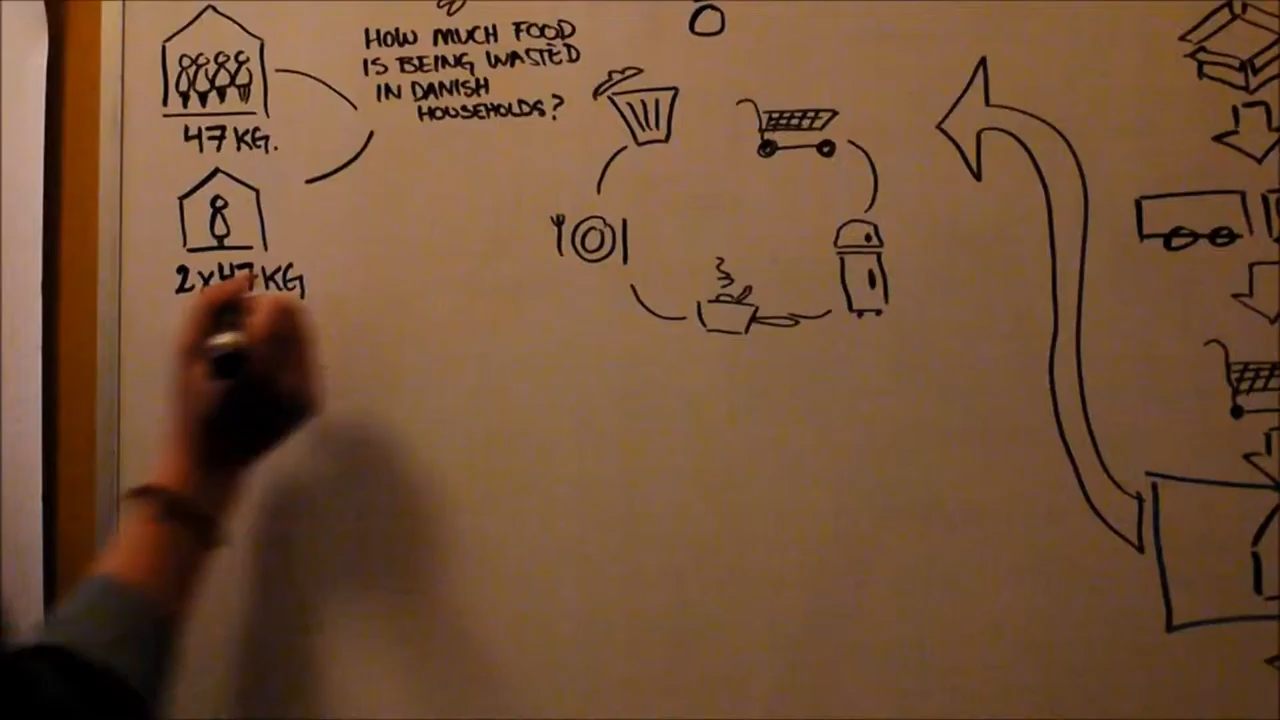 HOW MUCH FOOD
IS BEING WASTED
IN DANISH
HOUSEHOLDS?
47 KG.
2x47 KG